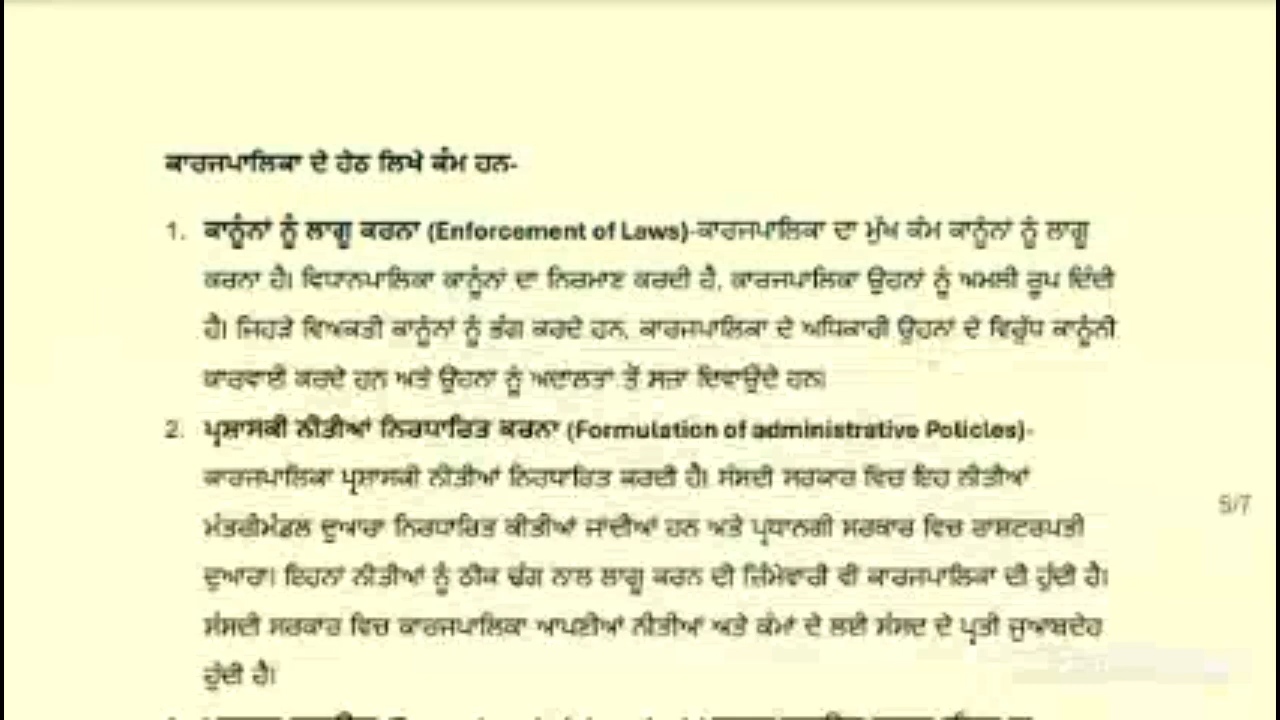 ਕਾਰਜਪਾਲਿਕਾ ਦੇ ਹੇਠ ਲਿਖੇ ਕੰਮ ਹਨ-
1. ਕਾਨੂੰਨਾਂ ਨੂੰ ਲਾਗੂ ਕਰਨਾ (Enforcement of Laws)-ਕਾਰਜਪਾਲਿਕਾ ਦਾ ਮੁੱਖ ਕੰਮ ਕਾਨੂੰਨਾਂ ਨੂੰ ਲਾਗੂ
ਕਰਨਾ ਹੈ। ਵਿਧਾਨਪਾਲਿਕਾ ਕਾਨੂੰਨਾਂ ਦਾ ਨਿਰਮਾਣ ਕਰਦੀ ਹੈ, ਕਾਰਜਪਾਲਿਕਾ ਉਹਨਾਂ ਨੂੰ ਅਮਲੀ ਰੂਪ ਦਿੰਦੀ
ਹੈ। ਜਿਹੜੇ ਵਿਅਕਤੀ ਕਾਨੂੰਨਾਂ ਨੂੰ ਭੰਗ ਕਰਦੇ ਹਨ, ਕਾਰਜਪਾਲਿਕਾ ਦੇ ਅਧਿਕਾਰੀ ਉਹਨਾਂ ਦੇ ਵਿਰੁੱਧ ਕਾਨੂੰਨੀ
ਕਾਰਵਾਈ ਕਰਦੇ ਹਨ ਅਤੇ ਉਹਨਾਂ ਨੂੰ ਅਦਾਲਤਾਂ ਤੋਂ ਸਜ਼ਾ ਦਿਵਾਉਂਦੇ ਹਨ।
2. ਪ੍ਰਸ਼ਾਸਕੀ ਨੀਤੀਆਂ ਨਿਰਧਾਰਿਤ ਕਰਨਾ (Formulation of administrative Policles)-
ਕਾਰਜਪਾਲਿਕਾ ਪ੍ਰਸ਼ਾਸਕੀ ਨੀਤੀਆਂ ਨਿਰਧਾਰਿਤ ਕਰਦੀ ਹੈ। ਸੰਸਦੀ ਸਰਕਾਰ ਵਿਚ ਇਹ ਨੀਤੀਆਂ
ਮੰਤਰੀਮੰਡਲ ਦੁਆਰਾ ਨਿਰਧਾਰਿਤ ਕੀਤੀਆਂ ਜਾਂਦੀਆਂ ਹਨ ਅਤੇ ਪ੍ਰਧਾਨਗੀ ਸਰਕਾਰ ਵਿਚ ਰਾਸ਼ਟਰਪਤੀ
ਦੁਆਰਾ। ਇਹਨਾਂ ਨੀਤੀਆਂ ਨੂੰ ਠੀਕ ਢੰਗ ਨਾਲ ਲਾਗੂ ਕਰਨ ਦੀ ਜ਼ਿੰਮੇਵਾਰੀ ਵੀ ਕਾਰਜਪਾਲਿਕਾ ਦੀ ਹੁੰਦੀ ਹੈ।
ਸੰਸਦੀ ਸਰਕਾਰ ਵਿਚ ਕਾਰਜਪਾਲਿਕਾ ਆਪਣੀਆਂ ਨੀਤੀਆਂ ਅਤੇ ਕੰਮਾਂ ਦੇ ਲਈ ਸੰਸਦ ਦੇ ਪ੍ਰਤੀ ਜੁਆਬਦੇਹ
ਹੁੰਦੀ ਹੈ।
5/7